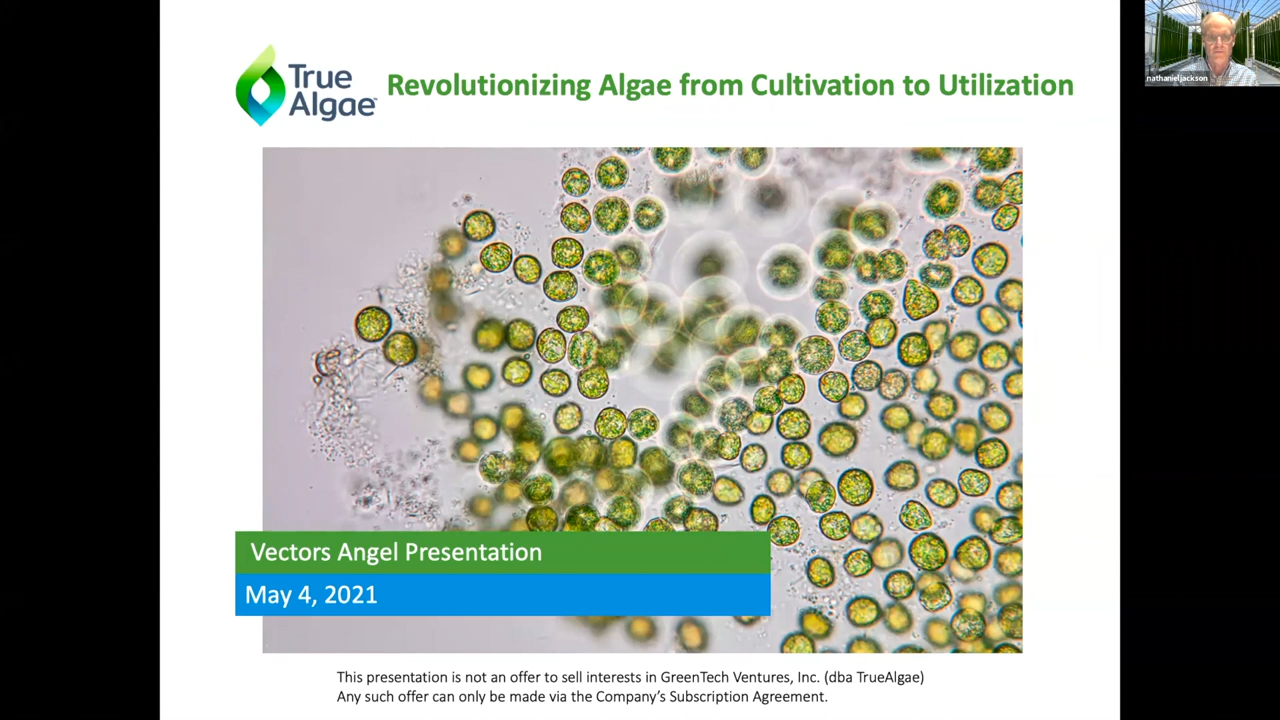 True
Algae™
Revolutionizing Algae from Cultivation to Utilization
nathanieljackson
Vectors Angel Presentation
May 4, 2021
This presentation is not an offer to sell interests in GreenTech Ventures, Inc. (dba TrueAlgae)
Any such offer can only be made via the Company’s Subscription Agreement.